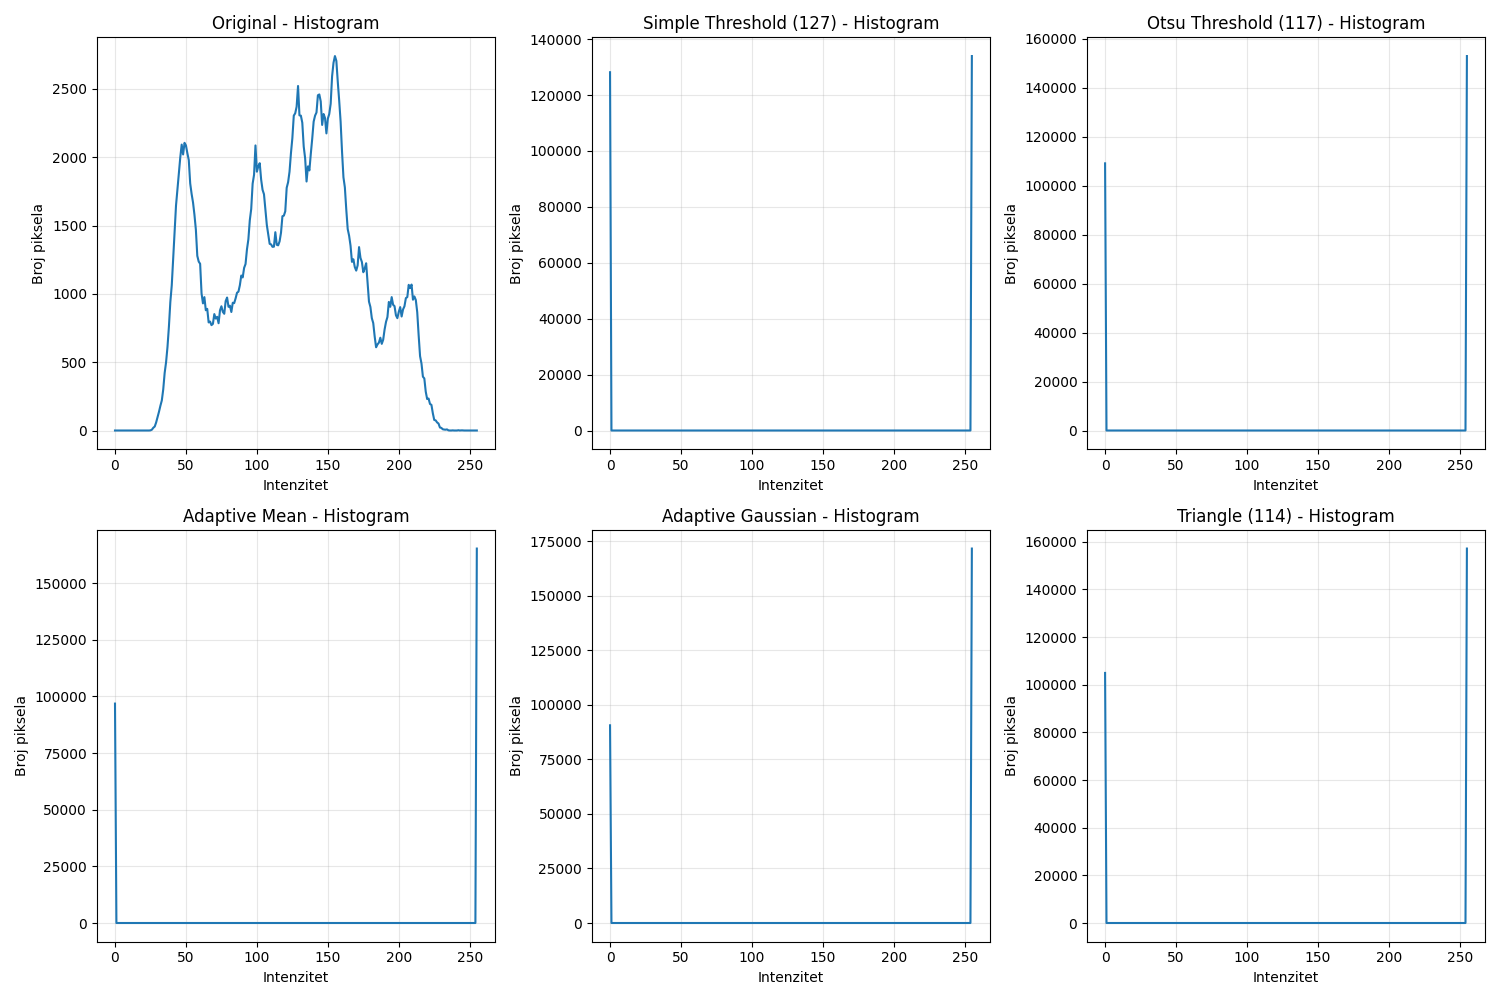 Original - Histogram
Simple Threshold (127) - Histogram
Otsu Threshold (117) - Histogram
Broj piksela
2500
2000
1500
1000
500
0
0 50 100 150 200 250
Intenzitet
Broj piksela
140000
120000
100000
80000
60000
40000
20000
0
0 50 100 150 200 250
Intenzitet
Broj piksela
160000
140000
120000
100000
80000
60000
40000
20000
0
0 50 100 150 200 250
Intenzitet
Adaptive Mean - Histogram
Adaptive Gaussian - Histogram
Triangle (114) - Histogram
Broj piksela
150000
125000
100000
75000
50000
25000
0
0 50 100 150 200 250
Intenzitet
Broj piksela
175000
150000
125000
100000
75000
50000
25000
0
0 50 100 150 200 250
Intenzitet
Broj piksela
160000
140000
120000
100000
80000
60000
40000
20000
0
0 50 100 150 200 250
Intenzitet